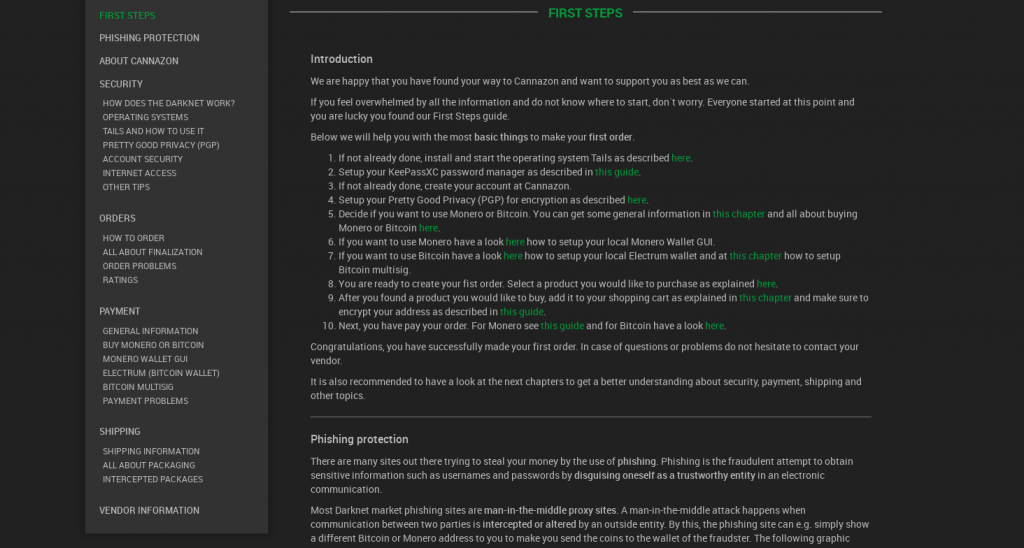 FIRST STEPS
PHISHING PROTECTION
ABOUT CANNAZON
SECURITY
HOW DOES THE DARKNET WORK?
OPERATING SYSTEMS
TAILS AND HOW TO USE IT
PRETTY GOOD PRIVACY (PGP)
ACCOUNT SECURITY
INTERNET ACCESS
OTHER TIPS
ORDERS
HOW TO ORDER
ALL ABOUT FINALIZATION
ORDER PROBLEMS
RATINGS
PAYMENT
GENERAL INFORMATION
BUY MONERO OR BITCOIN
MONERO WALLET GUI
ELECTRUM (BITCOIN WALLET)
BITCOIN MULTISIG
PAYMENT PROBLEMS
SHIPPING
SHIPPING INFORMATION
ALL ABOUT PACKAGING
INTERCEPTED PACKAGES
VENDOR INFORMATION
FIRST STEPS
Introduction
We are happy that you have found your way to Cannazon and want to support you as best as we can.
If you feel overwhelmed by all the information and do not know where to start, don´t worry. Everyone started at this point and
you are lucky you found our First Steps guide.
Below we will help you with the most basic things to make your first order.
1. If not already done, install and start the operating system Tails as described here.
2. Setup your KeePassXC password manager as described in this guide.
3. If not already done, create your account at Cannazon.
4. Setup your Pretty Good Privacy (PGP) for encryption as described here.
5. Decide if you want to use Monero or Bitcoin. You can get some general information in this chapter and all about buying
Monero or Bitcoin here.
6. If you want to use Monero have a look here how to setup your local Monero Wallet GUI.
7. If you want to use Bitcoin have a look here how to setup your local Electrum wallet and at this chapter how to setup
Bitcoin multisig.
8. You are ready to create your fist order. Select a product you would like to purchase as explained here.
9. After you found a product you would like to buy, add it to your shopping cart as explained in this chapter and make sure to
encrypt your address as described in this guide.
10. Next, you have pay your order. For Monero see this guide and for Bitcoin have a look here.
Congratulations, you have successfully made your first order. In case of questions or problems do not hesitate to contact your
vendor.
It is also recommended to have a look at the next chapters to get a better understanding about security, payment, shipping and
other topics.
Phishing protection
There are many sites out there trying to steal your money by the use of phishing. Phishing is the fraudulent attempt to obtain
sensitive information such as usernames and passwords by disguising oneself as a trustworthy entity in an electronic
communication.
Most Darknet market phishing sites are man-in-the-middle proxy sites. A man-in-the-middle attack happens when
communication between two parties is intercepted or altered by an outside entity. By this, the phishing site can e.g. simply show
a different Bitcoin or Monero address to you to make you send the coins to the wallet of the fraudster. The following graphic